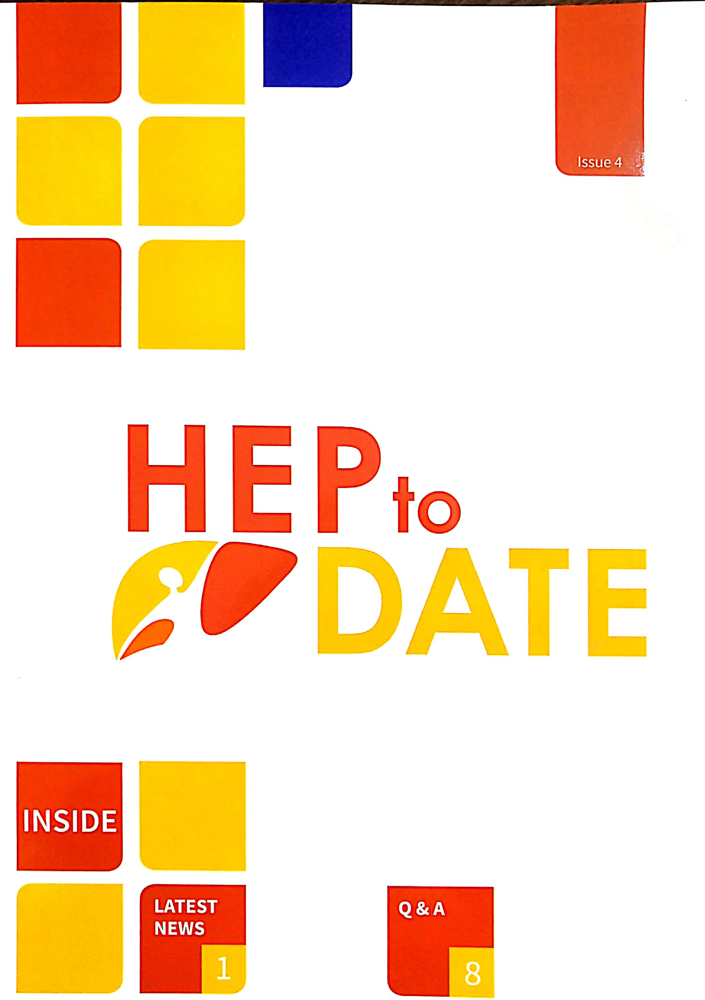 Issue 4
HEP to
DATE
INSIDE
LATEST
NEWS
1
Q & A
8